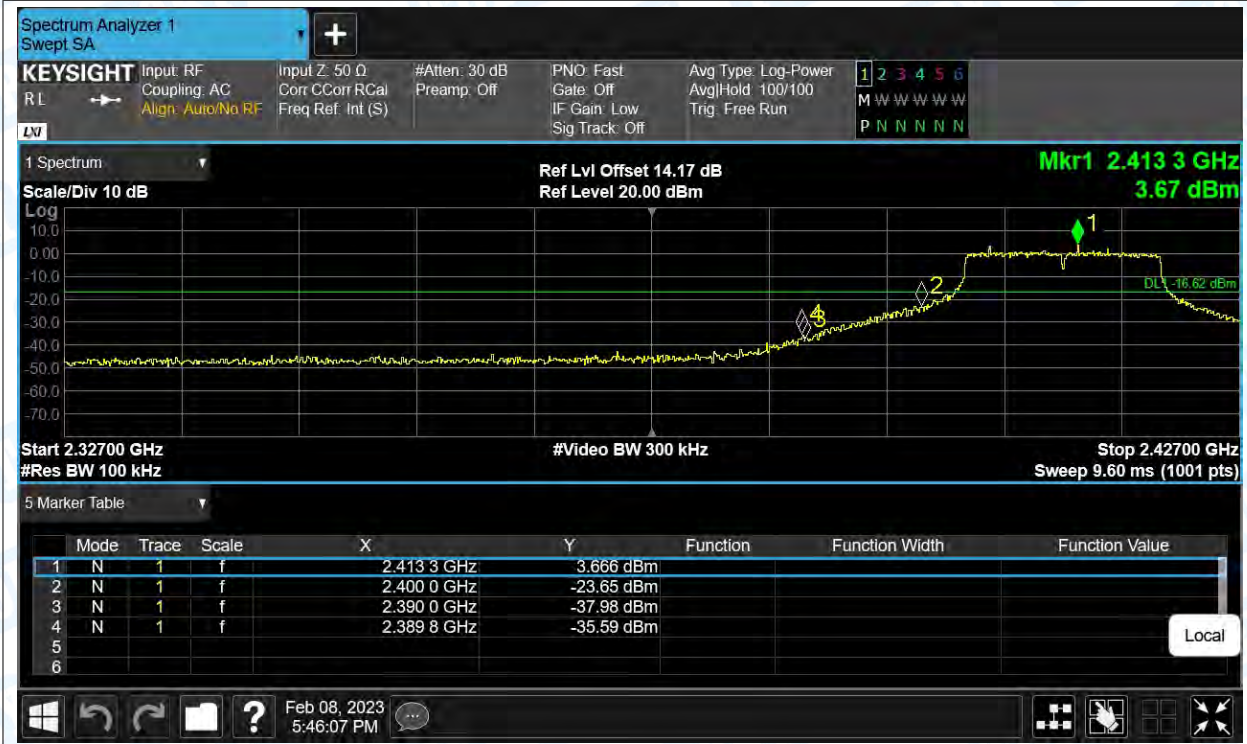 Spectrum Analyzer 1
Swept SA
+
KEYSIGHT
RL
LXI
Input: RF
Coupling: AC
Align: Auto/No RF
Input Z: 50 Ω
Corr CCorr RCal
Freq Ref: Int (S)
#Atten: 30 dB
Preamp: Off
PNO: Fast
Gate: Off
IF Gain: Low
Sig Track: Off
Avg Type: Log-Power
Avg|Hold: 100/100
Trig: Free Run
1 2 3 4 5 6
M W W W W W
P N N N N N
1 Spectrum
Scale/Div 10 dB
Log
Ref Lvl Offset 14.17 dB
Ref Level 20.00 dBm
Mkr1 2.413 3 GHz
3.67 dBm
10.0
0.00
-10.0
-20.0
-30.0
-40.0
-50.0
-60.0
-70.0
1
2
4
3
DL1 -16.62 dBm
Start 2.32700 GHz
#Res BW 100 kHz
#Video BW 300 kHz
Stop 2.42700 GHz
Sweep 9.60 ms (1001 pts)
5 Marker Table
Mode Trace Scale X Y Function Function Width Function Value
1 N 1 f 2.413 3 GHz 3.666 dBm
2 N 1 f 2.400 0 GHz -23.65 dBm
3 N 1 f 2.390 0 GHz -37.98 dBm
4 N 1 f 2.389 8 GHz -35.59 dBm
5
6
Local
?
Feb 08, 2023
5:46:07 PM